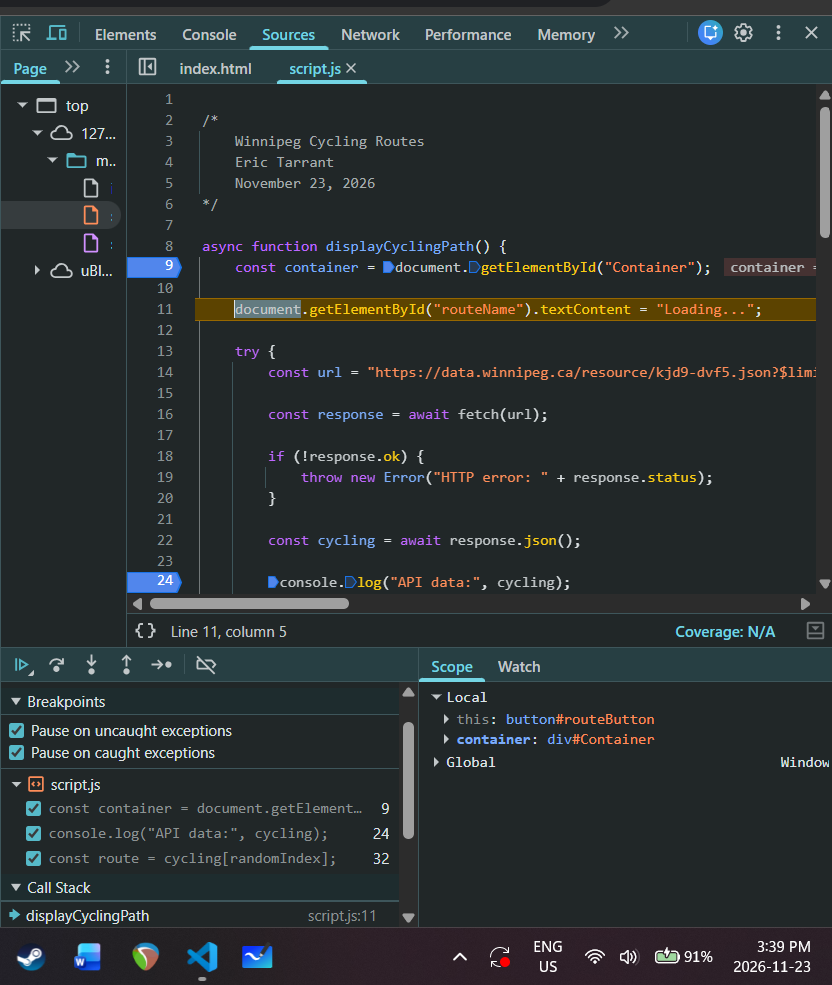 Elements Console Sources Network Performance Memory
Page index.html script.js
top
127...
m..
uBl...
1
2 /*
3 Winnipeg Cycling Routes
4 Eric Tarrant
5 November 23, 2026
6 */
7
8 async function displayCyclingPath() {
9 const container = document.getElementById("Container"); container =
10
11 document.getElementById("routeName").textContent = "Loading...";
12
13 try {
14 const url = "https://data.winnipeg.ca/resource/kjd9-dvf5.json?$limi
15
16 const response = await fetch(url);
17
18 if (!response.ok) {
19 throw new Error("HTTP error: " + response.status);
20 }
21
22 const cycling = await response.json();
23
24 console.log("API data:", cycling);
{} Line 11, column 5 Coverage: N/A
Breakpoints
Pause on uncaught exceptions
Pause on caught exceptions
script.js
const container = document.getElement... 9
console.log("API data:", cycling); 24
const route = cycling[randomIndex]; 32
Call Stack
displayCyclingPath script.js:11
Scope Watch
Local
this: button#routeButton
container: div#Container
Global Window
ENG
US
91%
3:39 PM
2026-11-23